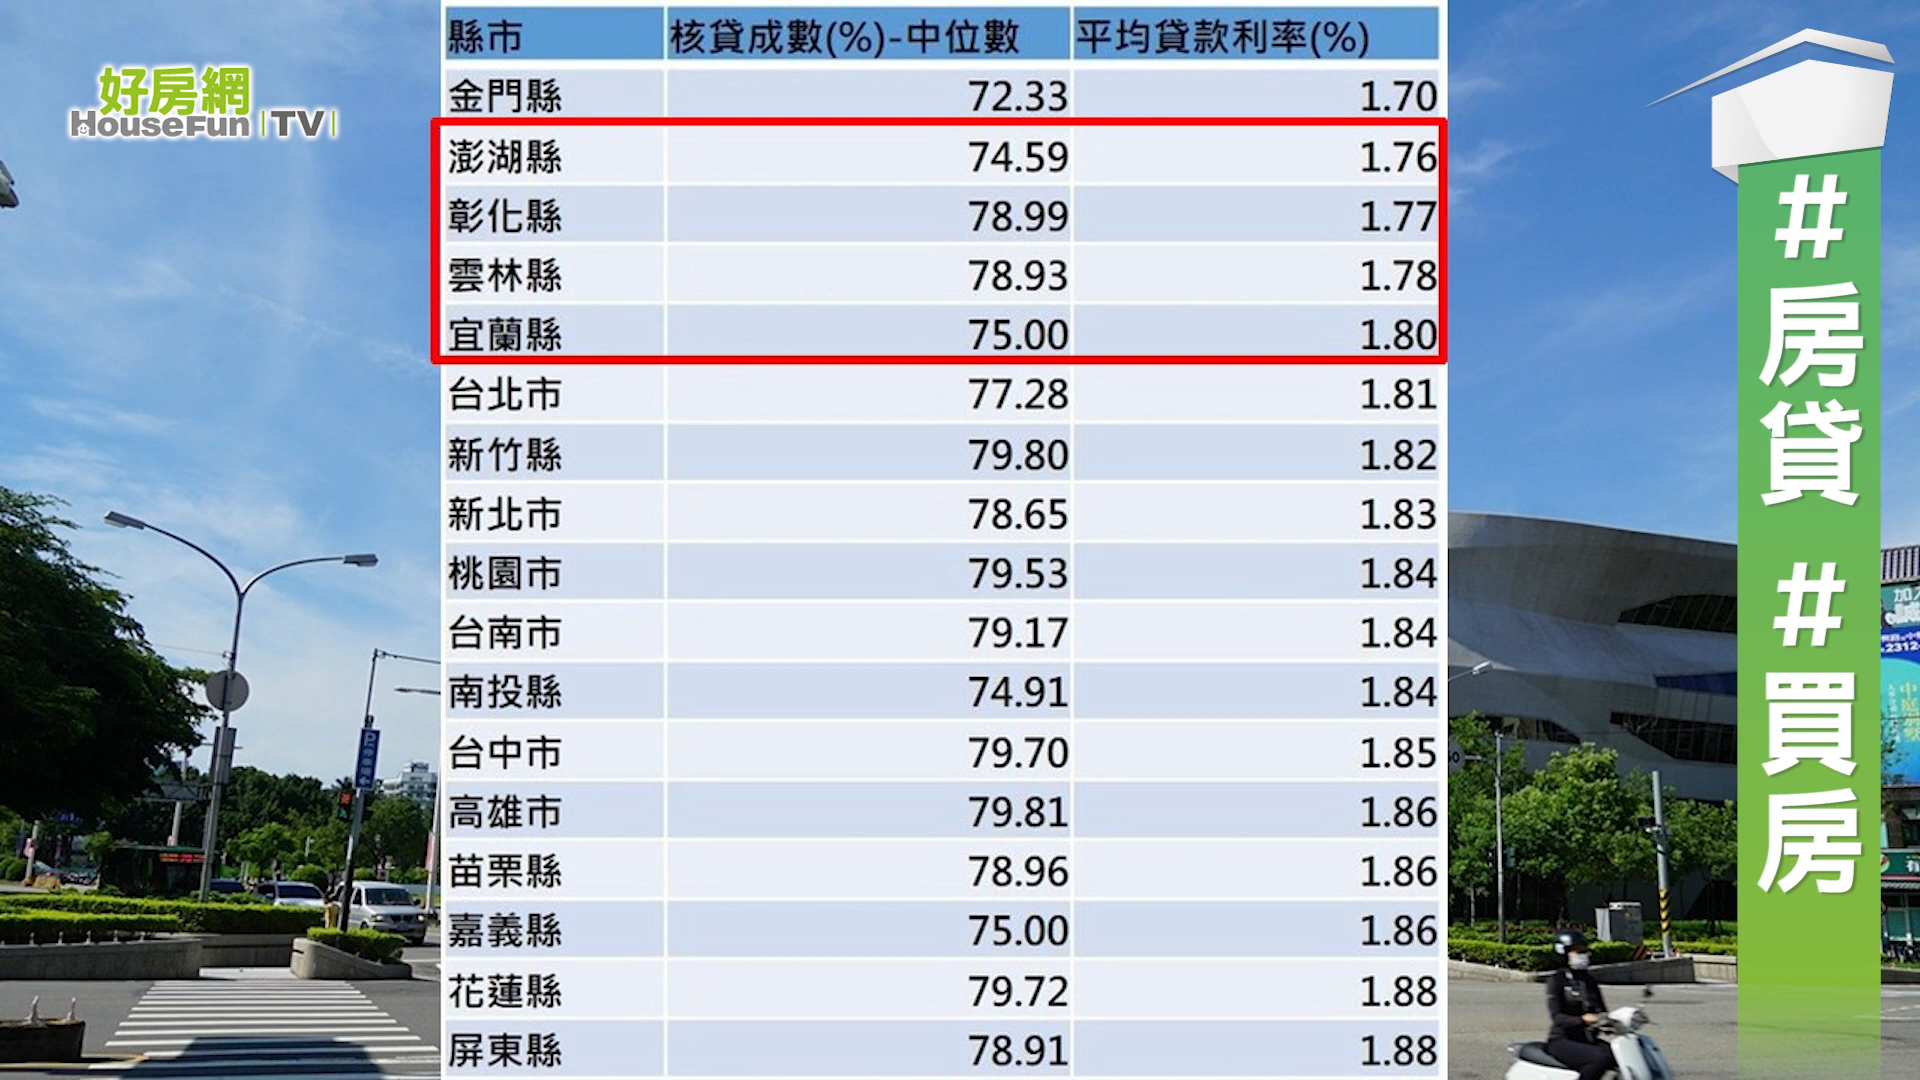 好房網
HouseFun TV
縣市 核貸成數(%)-中位數 平均貸款利率(%)
金門縣 72.33 1.70
澎湖縣 74.59 1.76
彰化縣 78.99 1.77
雲林縣 78.93 1.78
宜蘭縣 75.00 1.80
台北市 77.28 1.81
新竹縣 79.80 1.82
新北市 78.65 1.83
桃園市 79.53 1.84
台南市 79.17 1.84
南投縣 74.91 1.84
台中市 79.70 1.85
高雄市 79.81 1.86
苗栗縣 78.96 1.86
嘉義縣 75.00 1.86
花蓮縣 79.72 1.88
屏東縣 78.91 1.88
#房貸 #買房